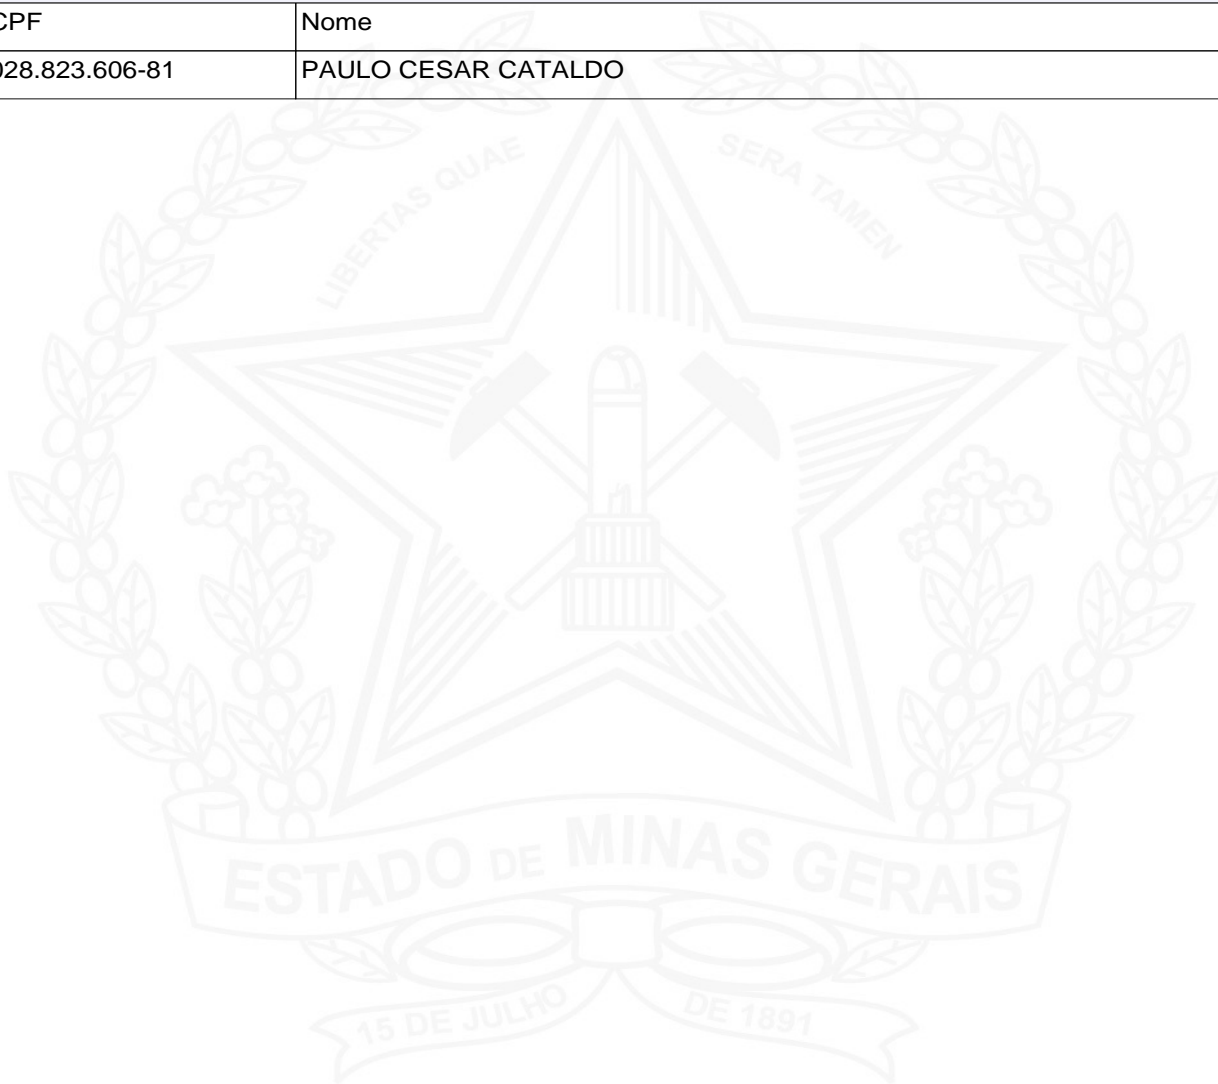 CPF Nome
028.823.606-81 PAULO CESAR CATALDO
LIBERTAS QUAE SERA TAMEN
ESTADO DE MINAS GERAIS
15 DE JULHO DE 1891